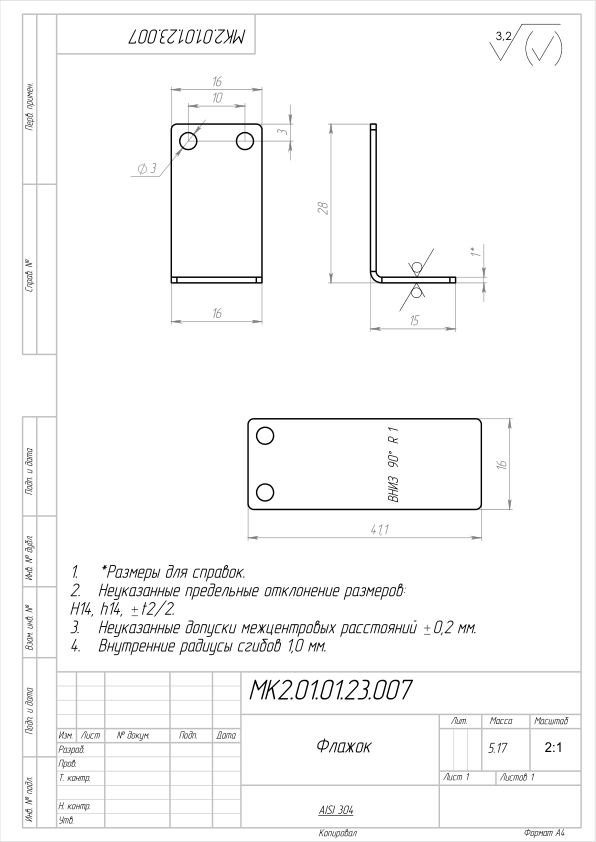 МК2.01.01.23.007
3,2
Перв. примен.
Справ. №
Подп. и дата
Инв. № дубл.
Взам. инв. №
Подп. и дата
Инв. № подл.
16
10
3
Ø 3
16
28
1*
15
ВНИЗ 90° R 1
16
41,1
1. *Размеры для справок.
2. Неуказанные предельные отклонение размеров:
H14, h14, ±t2/2.
3. Неуказанные допуски межцентровых расстояний ±0,2 мм.
4. Внутренние радиусы сгибов 1,0 мм.
МК2.01.01.23.007
Изм. Лист № докум. Подп. Дата
Разраб.
Пров.
Т. контр.
Н. контр.
Утв.
Флажок
Лит. Масса Масштаб
5.17 2:1
Лист 1 Листов 1
AISI 304
Копировал Формат А4